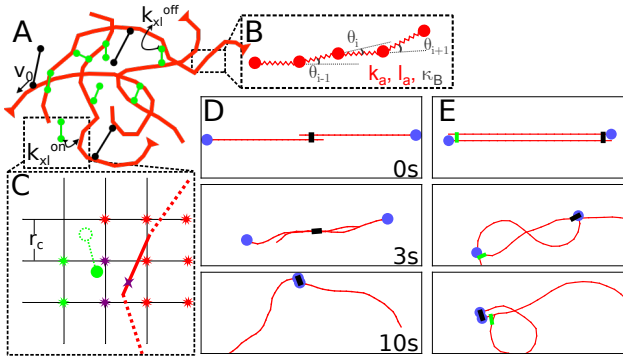 A
k_xl^off
v_0
k_xl^on
B
θ_i-1
θ_i
θ_i+1
k_a, l_a, κ_B
C
r_c
D
E
0s
3s
10s